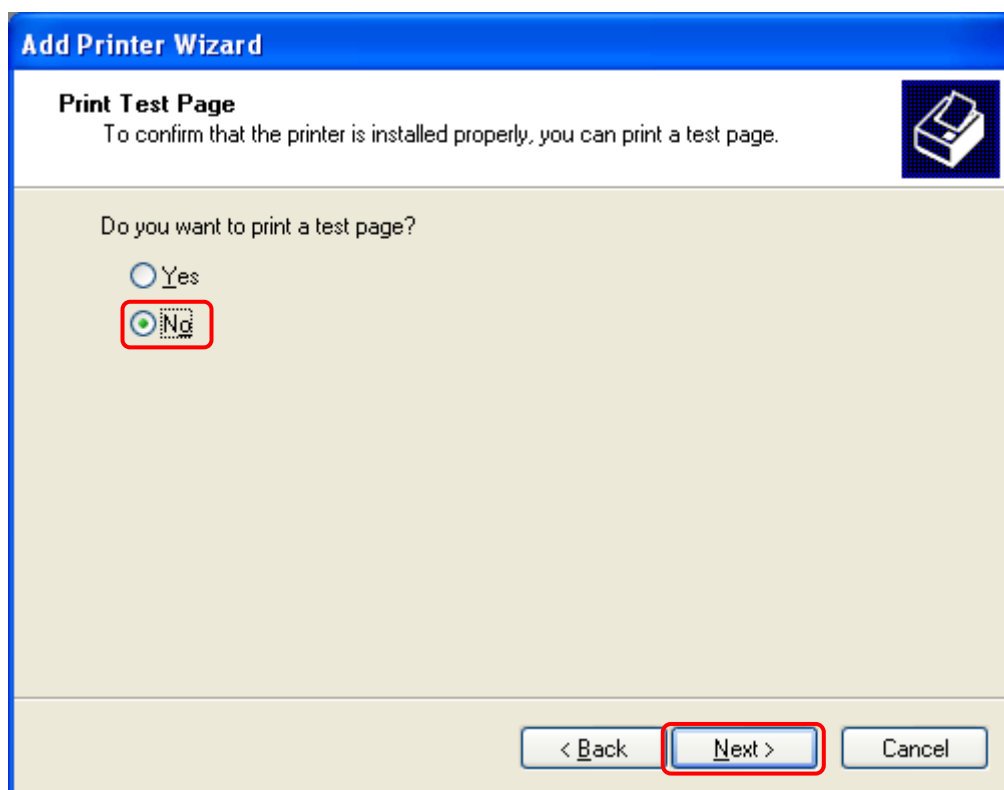 Add Printer Wizard
Print Test Page
To confirm that the printer is installed properly, you can print a test page.
Do you want to print a test page?
Yes
No
< Back
Next >
Cancel